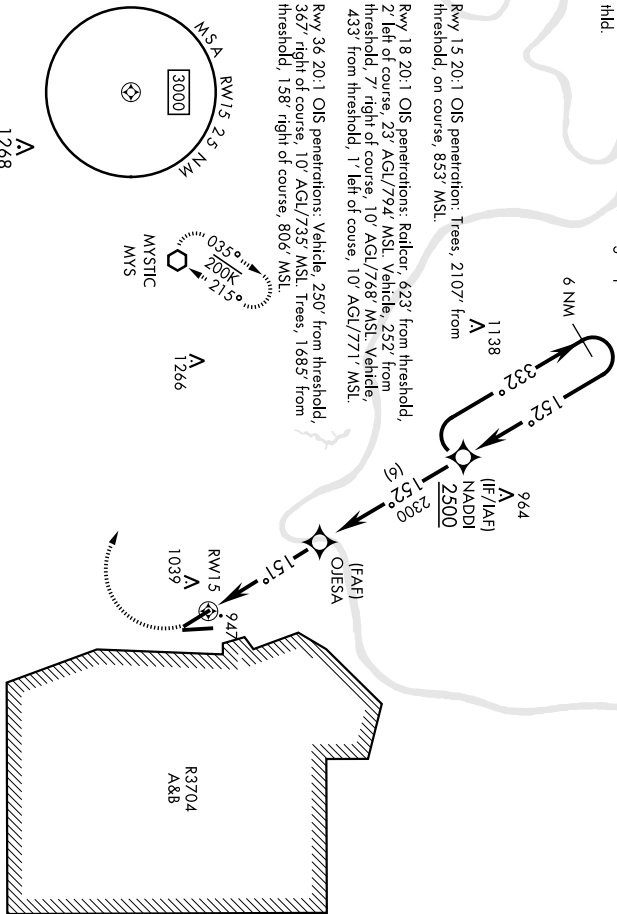 thld.
Rwy 15 20:1 OIS penetration: Trees, 2107' from
threshold, on course, 853' MSL.
Rwy 18 20:1 OIS penetrations: Railcar, 623' from threshold,
2' left of course, 23' AGL/794' MSL. Vehicle, 252' from
threshold, 7' right of course, 10' AGL/768' MSL. Vehicle,
433' from threshold, 1' left of couse, 10' AGL/771' MSL.
Rwy 36 20:1 OIS penetrations: Vehicle, 250' from threshold,
367' right of course, 10' AGL/735' MSL. Trees, 1685' from
threshold, 158' right of course, 806' MSL.
MSA RW15 25 NM
3000
1268
MYSTIC
MYS
035°
200K
215°
1266
6 NM
1138
332°
152°
964
(IF/IAF)
NADDI
2500
2300
152°
(6)
(FAF)
OJESA
151°
RW15
1039
947
R3704
A&B